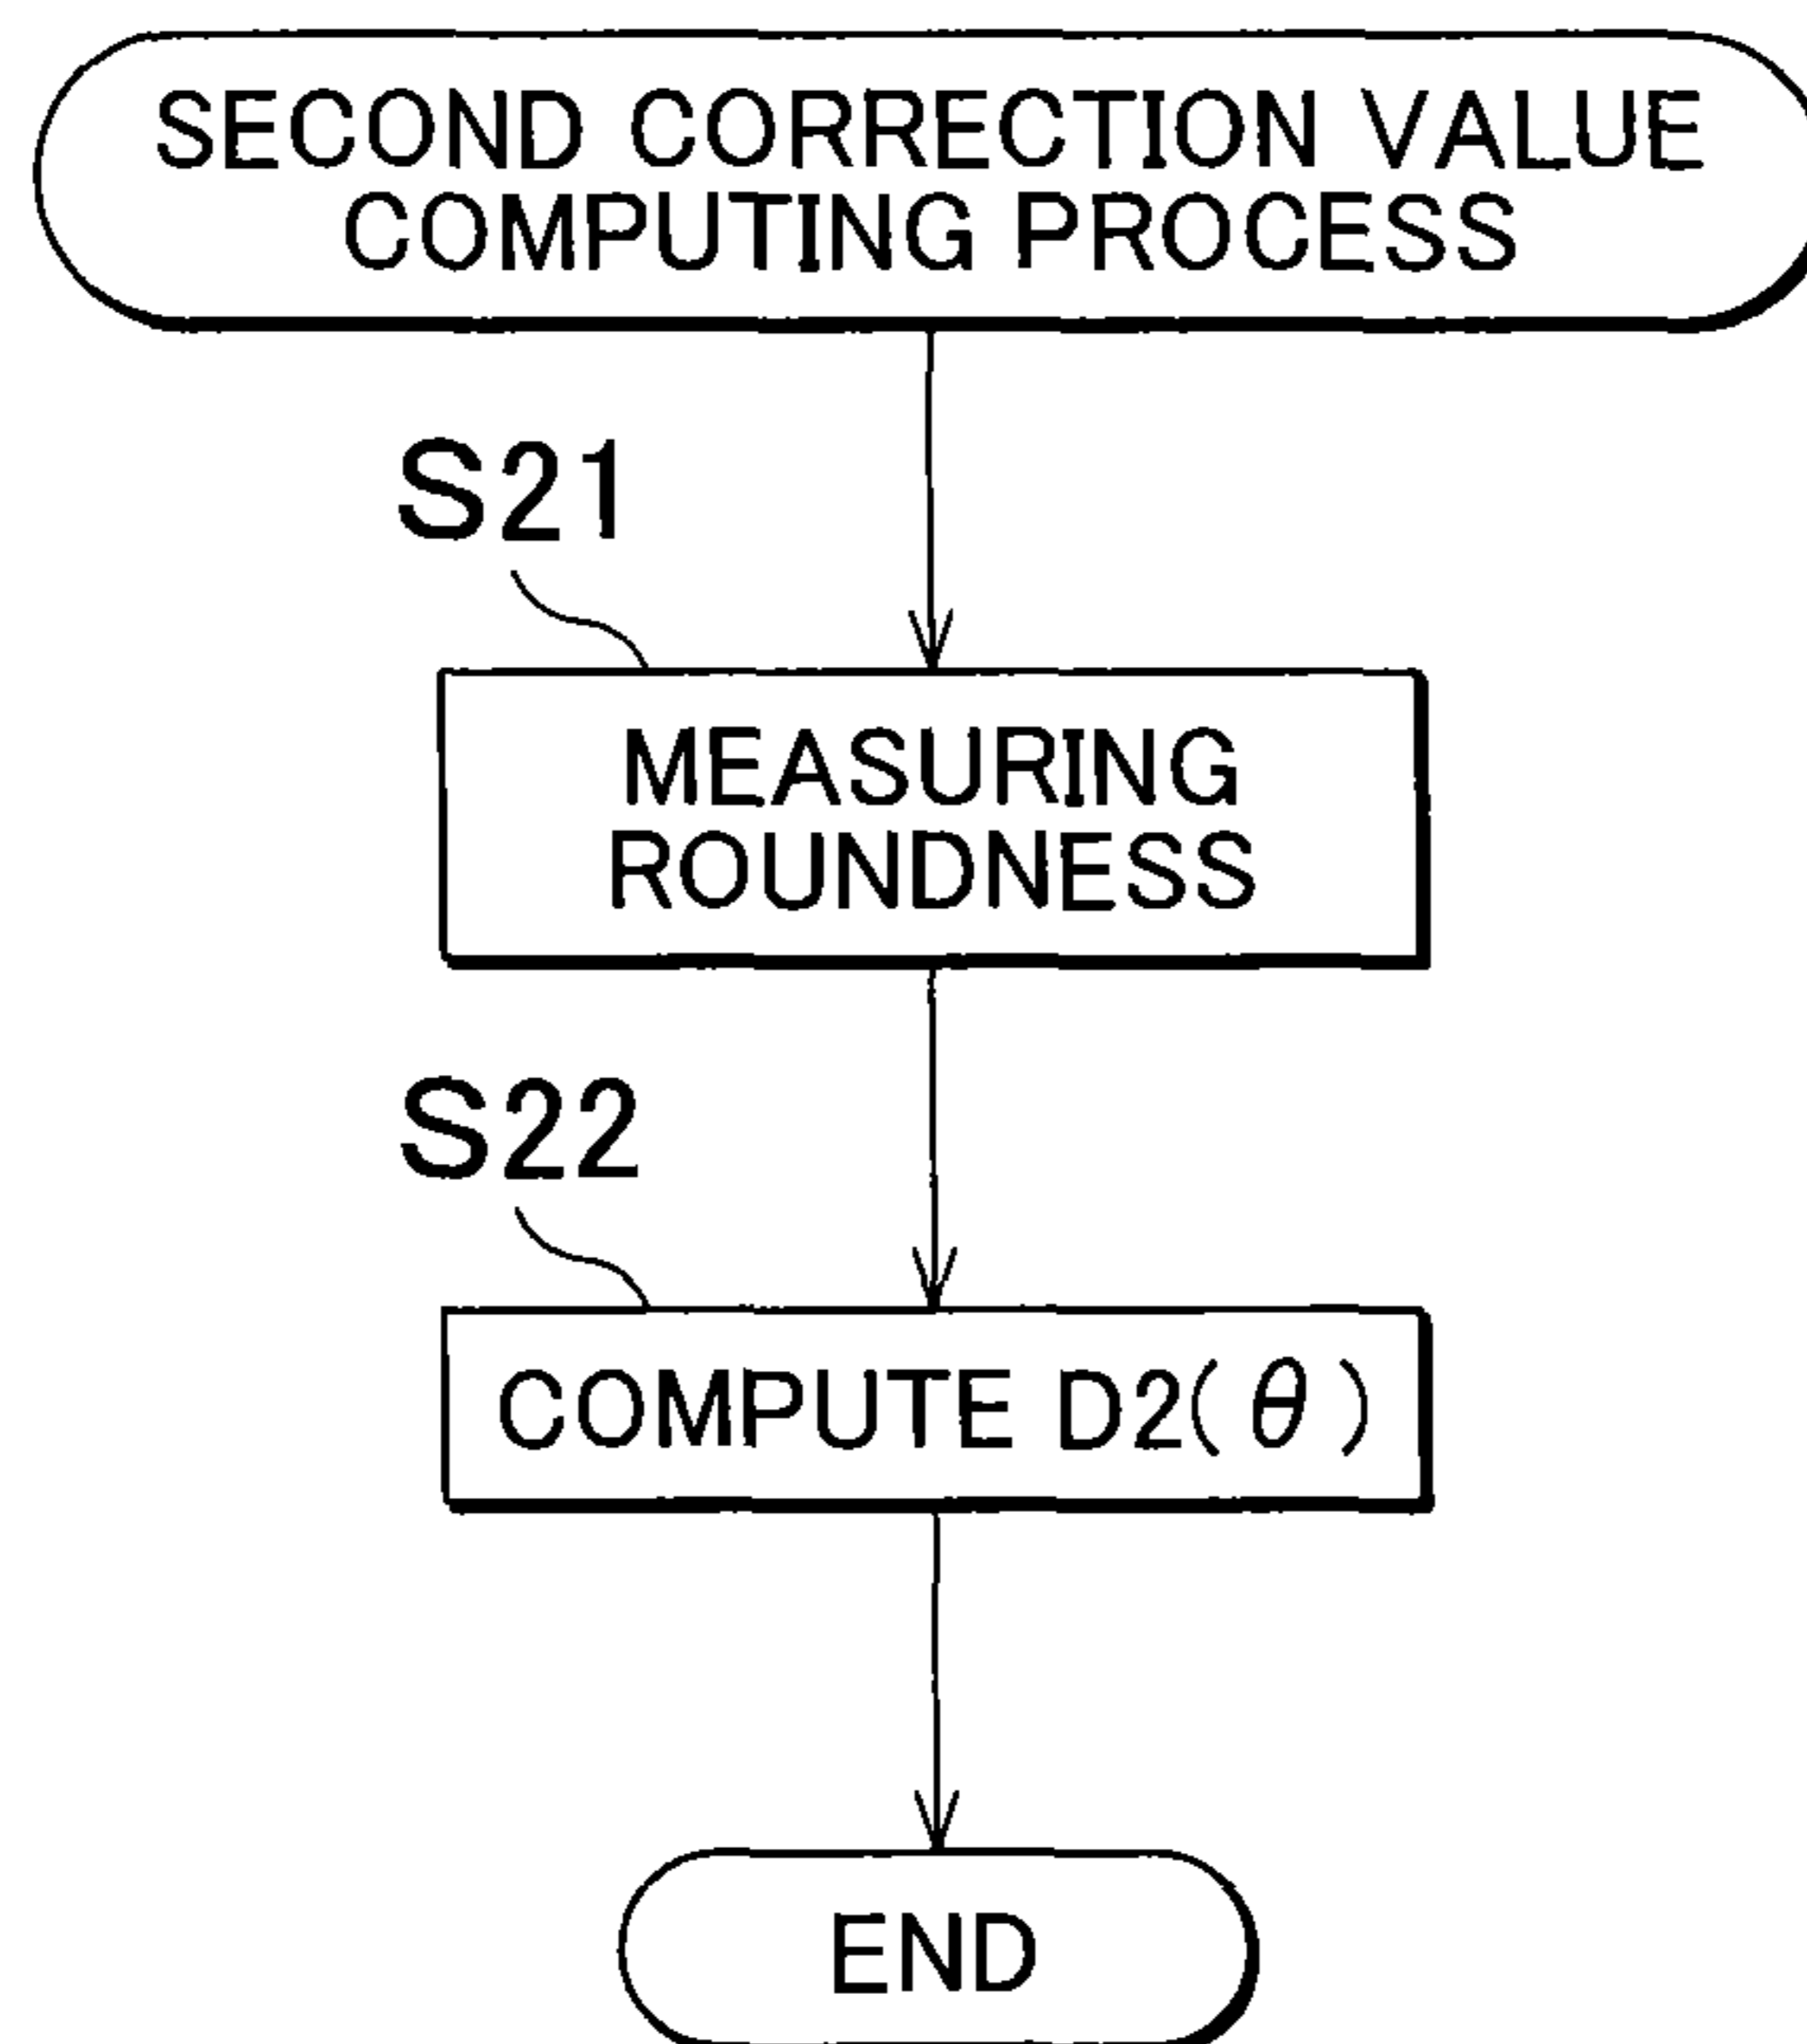 SECOND CORRECTION VALUE
COMPUTING PROCESS
S21
MEASURING
ROUNDNESS
S22
COMPUTE D2(θ)
END